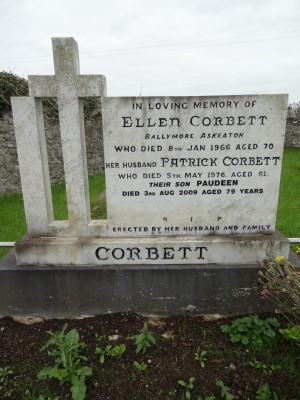 IN LOVING MEMORY OF
ELLEN CORBETT
BALLYMORE ASKEATON
WHO DIED 8TH JAN 1966 AGED 70
HER HUSBAND PATRICK CORBETT
WHO DIED 5TH MAY 1976. AGED 81.
THEIR SON PAUDEEN
DIED 3RD AUG 2009 AGED 79 YEARS
R I P
ERECTED BY HER HUSBAND AND FAMILY
CORBETT